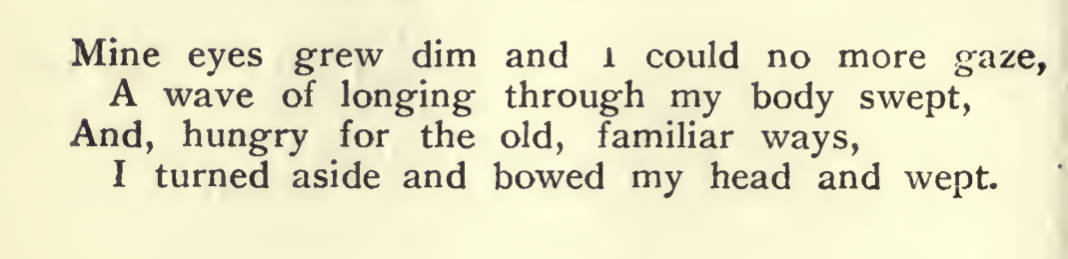 Mine eyes grew dim and I could no more gaze,
A wave of longing through my body swept,
And, hungry for the old, familiar ways,
I turned aside and bowed my head and wept.